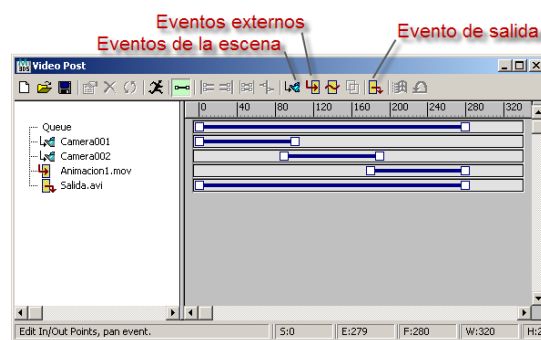 Eventos externos
Eventos de la escena
Evento de salida
Video Post
0 40 80 120 160 200 240 280 320
Queue
Camera001
Camera002
Animacion1.mov
Salida.avi
Edit In/Out Points, pan event.
S:0
E:279
F:280
W:320